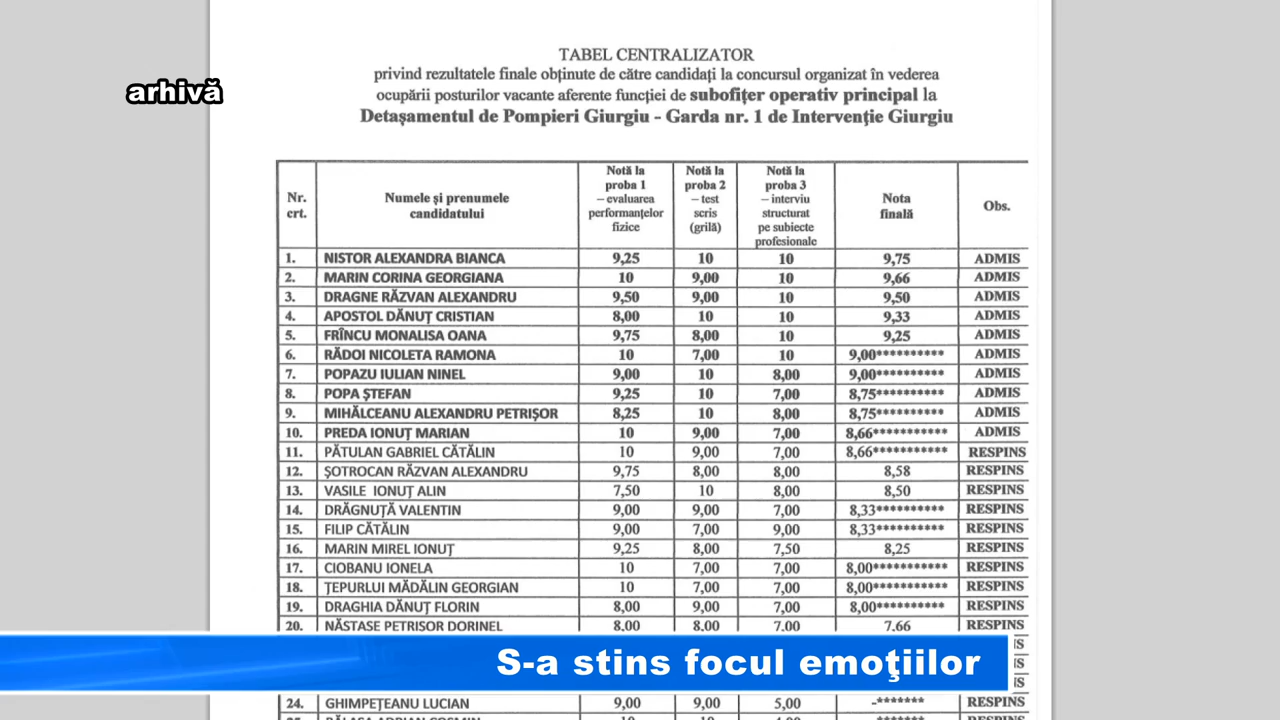 arhivă
TABEL CENTRALIZATOR
privind rezultatele finale obținute de către candidați la concursul organizat în vederea
ocupării posturilor vacante aferente funcției de subofițer operativ principal la
Detașamentul de Pompieri Giurgiu - Garda nr. 1 de Intervenție Giurgiu
Nr. crt. Numele și prenumele candidatului Notă la proba 1 – evaluarea performanțelor fizice Notă la proba 2 – test scris (grilă) Notă la proba 3 – interviu structurat pe subiecte profesionale Nota finală Obs.
1. NISTOR ALEXANDRA BIANCA 9,25 10 10 9,75 ADMIS
2. MARIN CORINA GEORGIANA 10 9,00 10 9,66 ADMIS
3. DRAGNE RĂZVAN ALEXANDRU 9,50 9,00 10 9,50 ADMIS
4. APOSTOL DĂNUȚ CRISTIAN 8,00 10 10 9,33 ADMIS
5. FRÎNCU MONALISA OANA 9,75 8,00 10 9,25 ADMIS
6. RĂDOI NICOLETA RAMONA 10 7,00 10 9,00********** ADMIS
7. POPAZU IULIAN NINEL 9,00 10 8,00 9,00********** ADMIS
8. POPA ȘTEFAN 9,25 10 7,00 8,75********** ADMIS
9. MIHĂLCEANU ALEXANDRU PETRIȘOR 8,25 10 8,00 8,75********** ADMIS
10. PREDA IONUȚ MARIAN 10 9,00 7,00 8,66*********** ADMIS
11. PĂTULAN GABRIEL CĂTĂLIN 10 9,00 7,00 8,66*********** RESPINS
12. ȘOTROCAN RĂZVAN ALEXANDRU 9,75 8,00 8,00 8,58 RESPINS
13. VASILE IONUȚ ALIN 7,50 10 8,00 8,50 RESPINS
14. DRĂGNUȚĂ VALENTIN 9,00 9,00 7,00 8,33********** RESPINS
15. FILIP CĂTĂLIN 9,00 7,00 9,00 8,33********** RESPINS
16. MARIN MIREL IONUȚ 9,25 8,00 7,50 8,25 RESPINS
17. CIOBANU IONELA 10 7,00 7,00 8,00*********** RESPINS
18. ȚEPURLUI MĂDĂLIN GEORGIAN 10 7,00 7,00 8,00*********** RESPINS
19. DRAGHIA DĂNUȚ FLORIN 8,00 9,00 7,00 8,00********** RESPINS
20. NĂSTASE PETRIȘOR DORINEL 8,00 8,00 7,00 7,66 RESPINS
S-a stins focul emoţiilor
24. GHIMPEȚEANU LUCIAN 9,00 9,00 5,00 -******* RESPINS